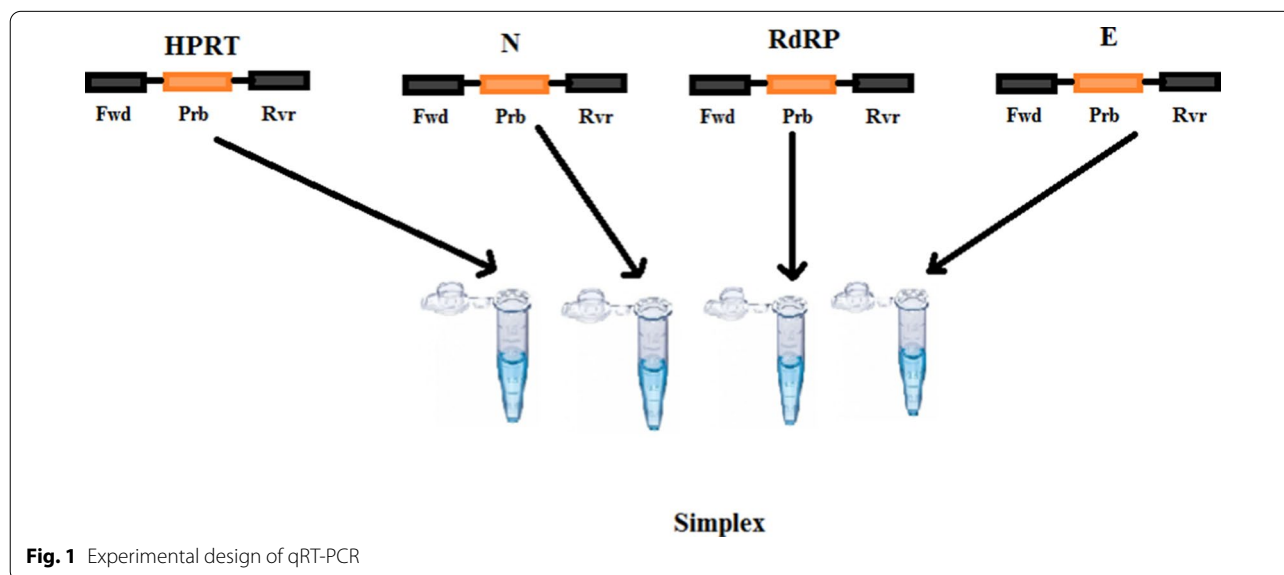 HPRT N RdRP E
Fwd Prb Rvr Fwd Prb Rvr Fwd Prb Rvr Fwd Prb Rvr
Simplex
Fig. 1 Experimental design of qRT-PCR